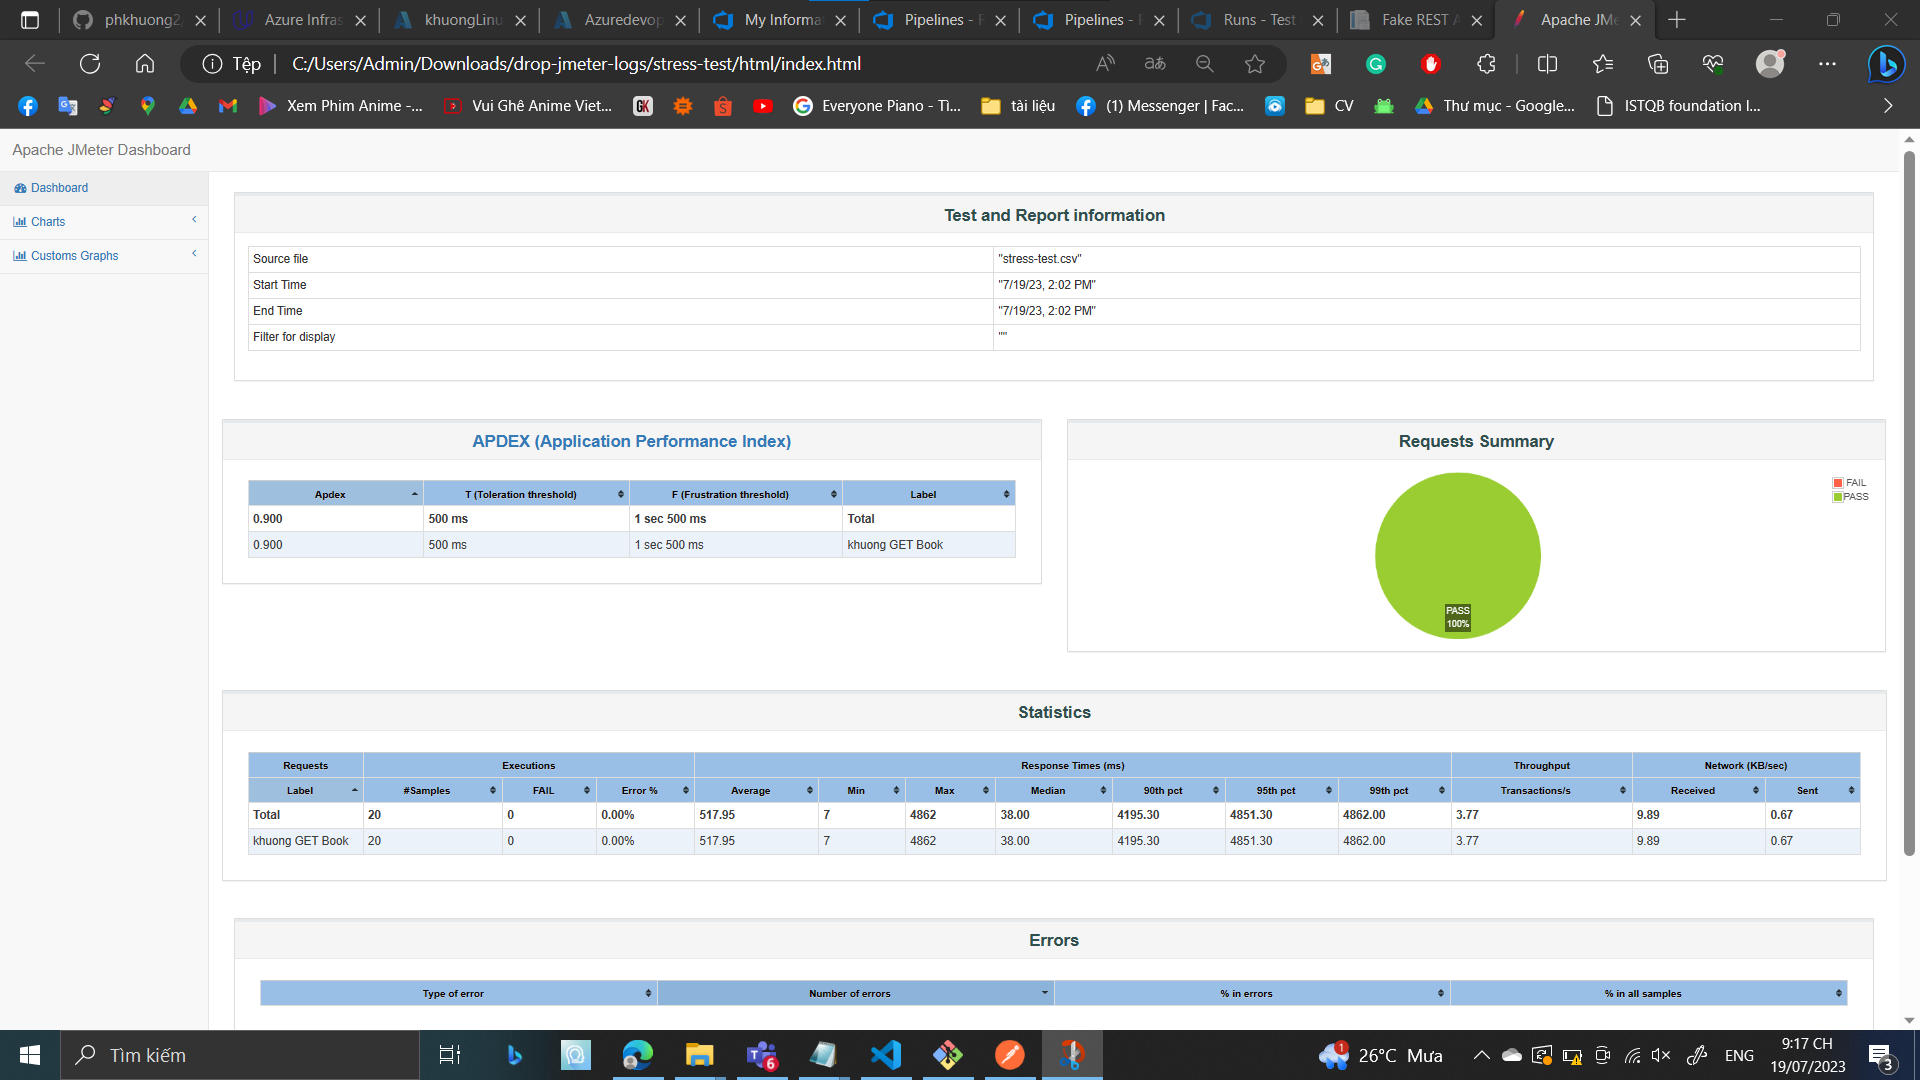 phkhuong2
Azure Infras
khuongLinu
Azuredevop
My Informa
Pipelines - 
Pipelines - 
Runs - Test
Fake REST A
Apache JMe
Tệp
C:/Users/Admin/Downloads/drop-jmeter-logs/stress-test/html/index.html
Xem Phim Anime -...
Vui Ghê Anime Viet...
Everyone Piano - Tì...
tài liệu
(1) Messenger | Fac...
CV
Thư mục - Google...
ISTQB foundation l...
Apache JMeter Dashboard
Dashboard
Charts
Customs Graphs
Test and Report information
Source file "stress-test.csv"
Start Time "7/19/23, 2:02 PM"
End Time "7/19/23, 2:02 PM"
Filter for display ""
APDEX (Application Performance Index)
Apdex T (Toleration threshold) F (Frustration threshold) Label
0.900 500 ms 1 sec 500 ms Total
0.900 500 ms 1 sec 500 ms khuong GET Book
Requests Summary
FAIL
PASS
PASS
100%
Statistics
Requests Executions Response Times (ms) Throughput Network (KB/sec)
Label #Samples FAIL Error % Average Min Max Median 90th pct 95th pct 99th pct Transactions/s Received Sent
Total 20 0 0.00% 517.95 7 4862 38.00 4195.30 4851.30 4862.00 3.77 9.89 0.67
khuong GET Book 20 0 0.00% 517.95 7 4862 38.00 4195.30 4851.30 4862.00 3.77 9.89 0.67
Errors
Type of error Number of errors % in errors % in all samples
Tìm kiếm
6
1
26°C Mưa
ENG
9:17 CH
19/07/2023
3